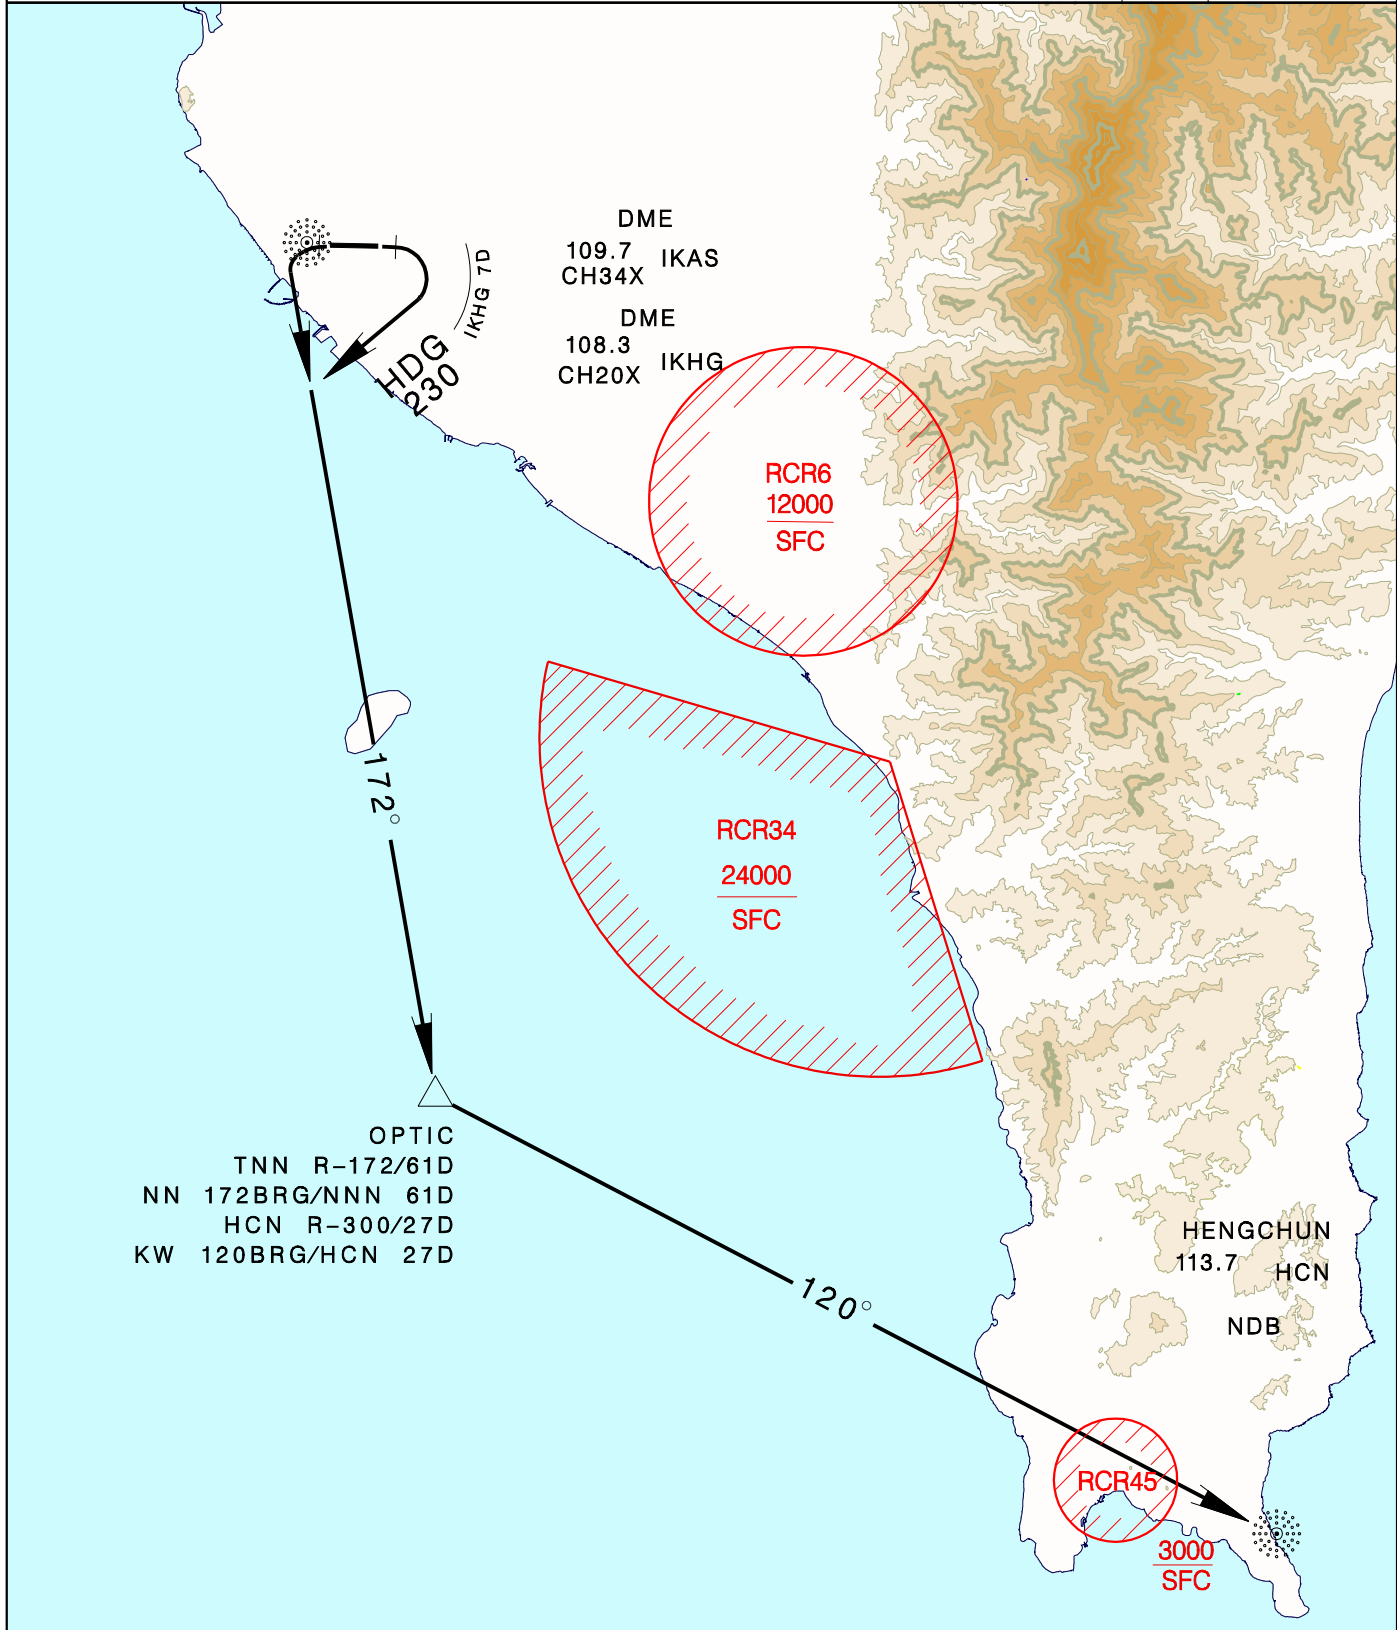 DME
109.7 IKAS
CH34X
IKHG 7D
DME
108.3 IKHG
CH20X
HDG
230
RCR6
12000
SFC
172°
RCR34
24000
SFC
OPTIC
TNN R-172/61D
NN 172BRG/NNN 61D
HCN R-300/27D
KW 120BRG/HCN 27D
HENGCHUN
113.7 HCN
NDB
120°
RCR45
3000
SFC